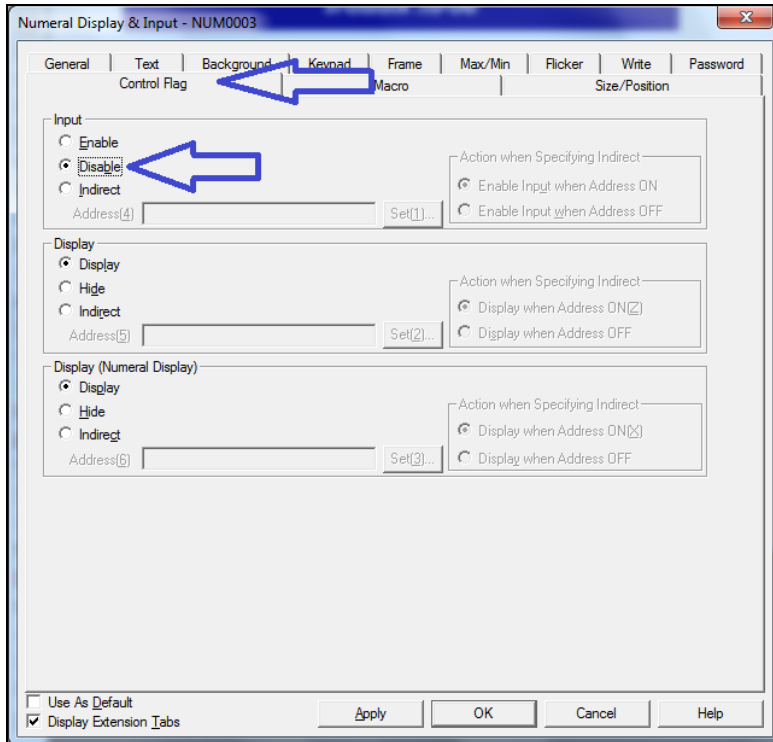 Numeral Display & Input - NUM0003
General Text Background Keypad Frame Max/Min Flicker Write Password
Control Flag Macro Size/Position
Input
Enable
Disable
Indirect
Address(4) Set(1)...
Action when Specifying Indirect
Enable Input when Address ON
Enable Input when Address OFF
Display
Display
Hide
Indirect
Address(5) Set(2)...
Action when Specifying Indirect
Display when Address ON(Z)
Display when Address OFF
Display (Numeral Display)
Display
Hide
Indirect
Address(6) Set(3)...
Action when Specifying Indirect
Display when Address ON(X)
Display when Address OFF
Use As Default
Display Extension Tabs
Apply OK Cancel Help